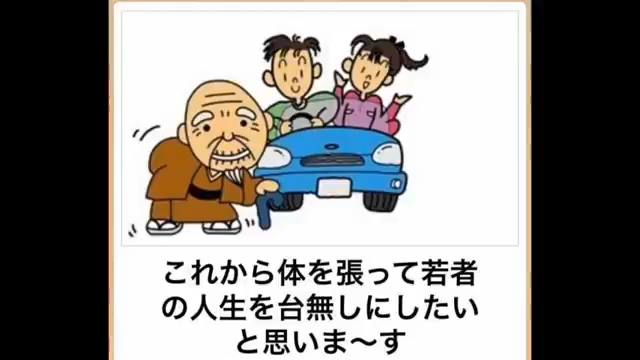 これから体を張って若者
の人生を台無しにしたい
と思いま〜す